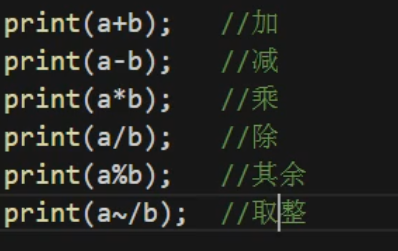 print(a+b);   //加
print(a-b);   //减
print(a*b);   //乘
print(a/b);   //除
print(a%b);   //其余
print(a~/b);  //取整